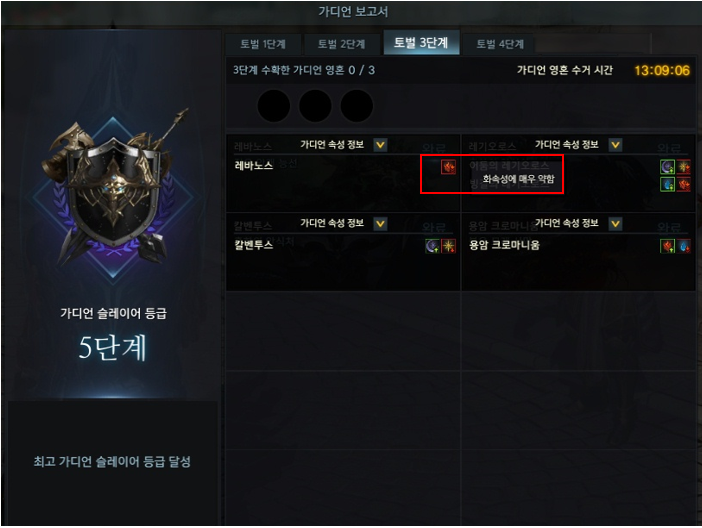 가디언 보고서
토벌 1단계
토벌 2단계
토벌 3단계
토벌 4단계
3단계 수확한 가디언 영혼 0 / 3
가디언 영혼 수거 시간 13:09:06
레바노스
가디언 속성 정보
완료
레기오로스
가디언 속성 정보
완료
레바노스
어둠의 레기오로스
화속성에 매우 약함
칼벤투스
가디언 속성 정보
완료
용암 크로마니움
가디언 속성 정보
완료
칼벤투스
용암 크로마니움
가디언 슬레이어 등급
5단계
최고 가디언 슬레이어 등급 달성